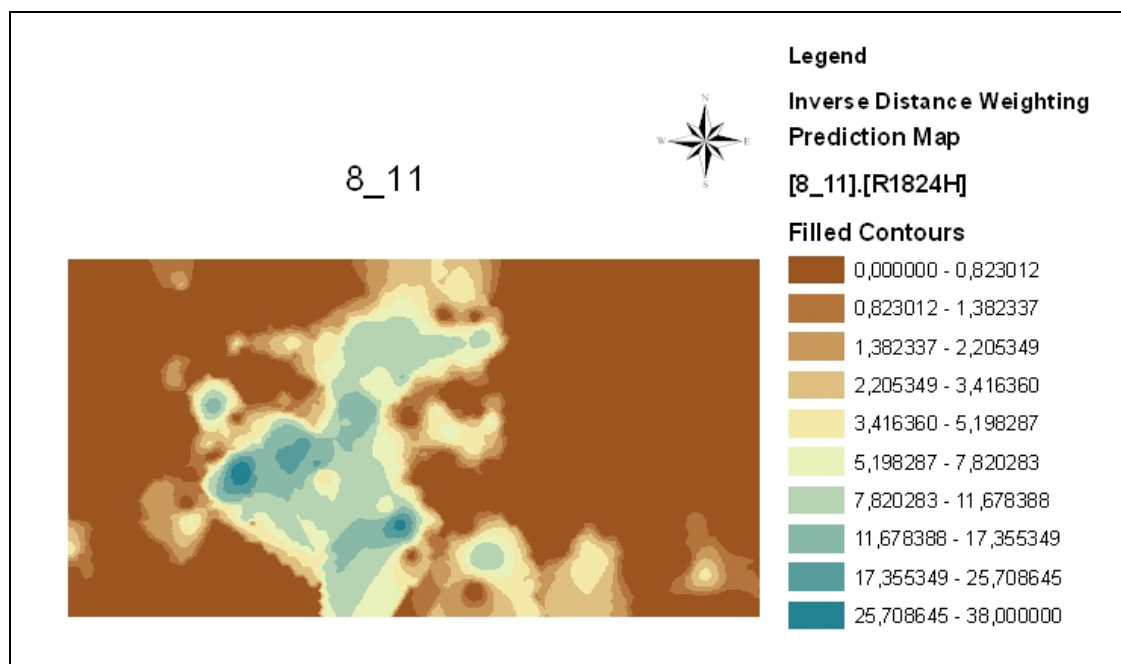 8_11
N
W
E
S
Legend
Inverse Distance Weighting
Prediction Map
[8_11].[R1824H]
Filled Contours
0,000000 - 0,823012
0,823012 - 1,382337
1,382337 - 2,205349
2,205349 - 3,416360
3,416360 - 5,198287
5,198287 - 7,820283
7,820283 - 11,678388
11,678388 - 17,355349
17,355349 - 25,708645
25,708645 - 38,000000